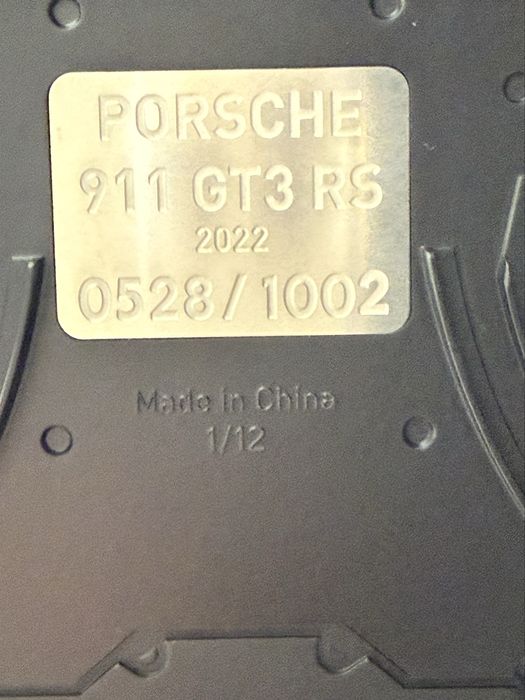 PORSCHE
911 GT3 RS
2022
0528/1002
Made in China
1/12